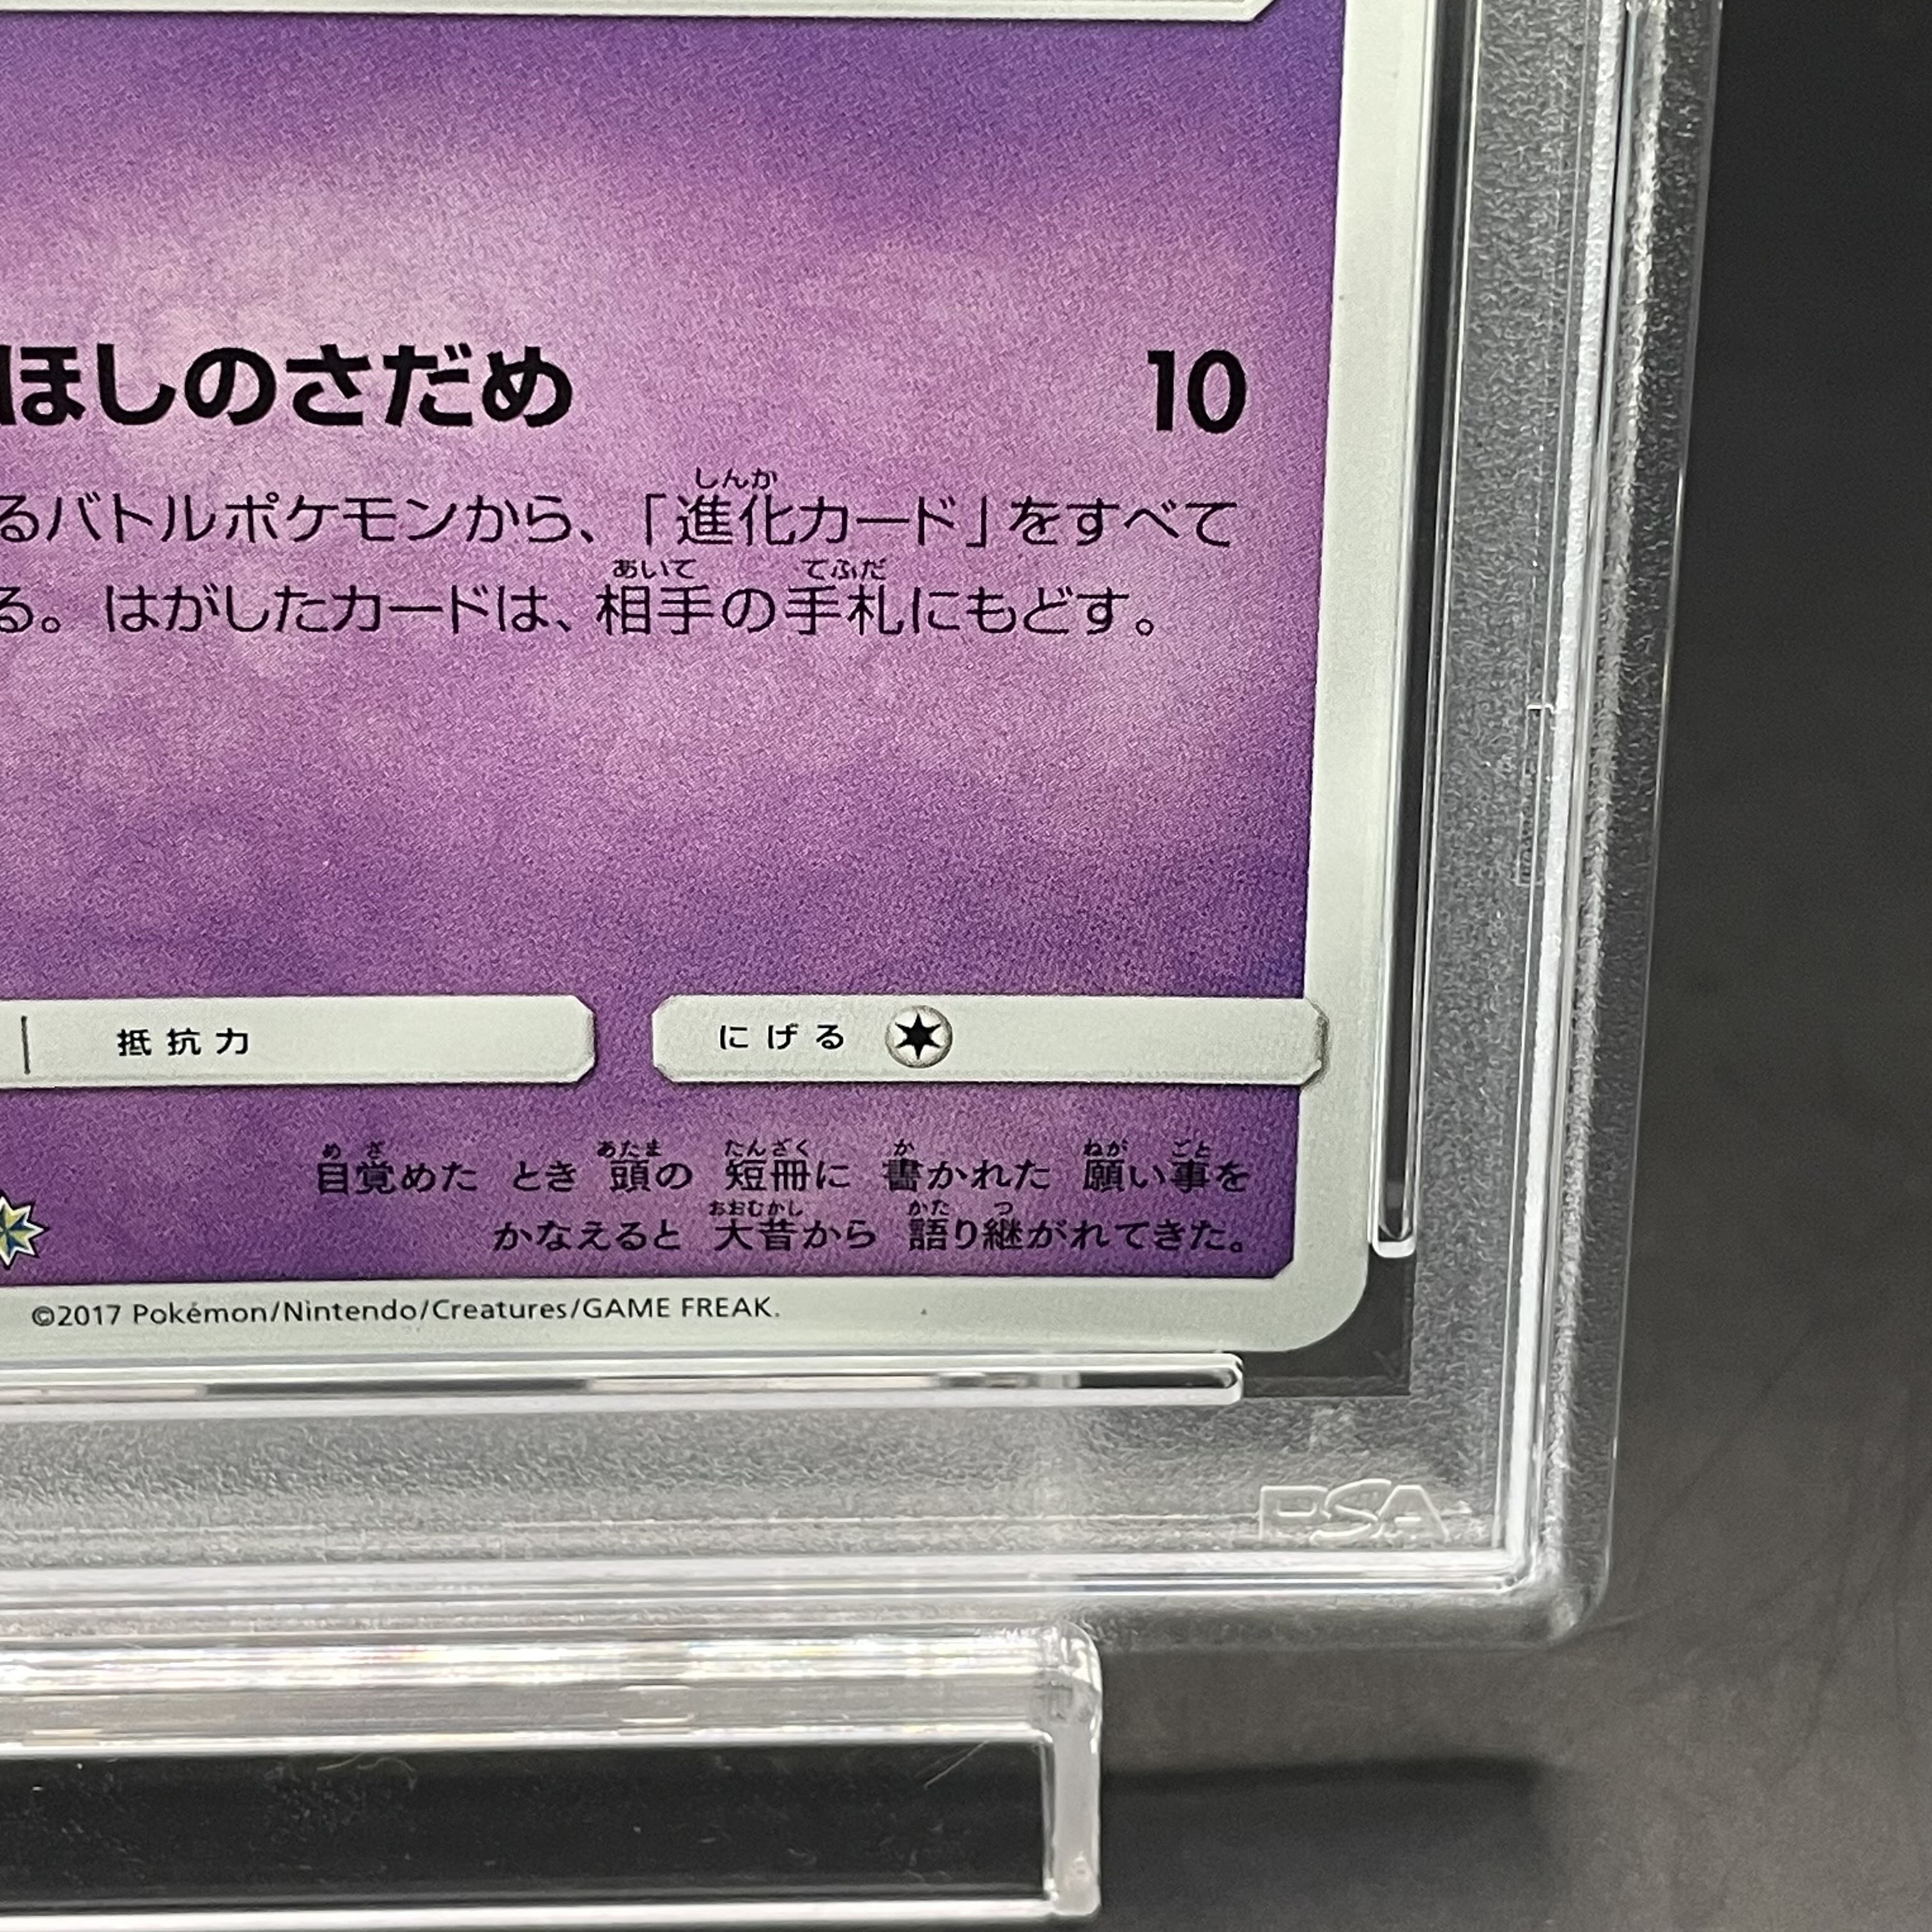 ほしのさだめ 10
るバトルポケモンから、「進化カード」をすべて
しんか
る。はがしたカードは、相手の手札にもどす。
あいて てふだ
抵抗力 にげる
目覚めた とき 頭の 短冊に 書かれた 願い事を
め ざ あたま たんざく か ねが ごと
かなえると 大昔から 語り継がれてきた。
おおむかし かた つ
©2017 Pokémon/Nintendo/Creatures/GAME FREAK.
PSA